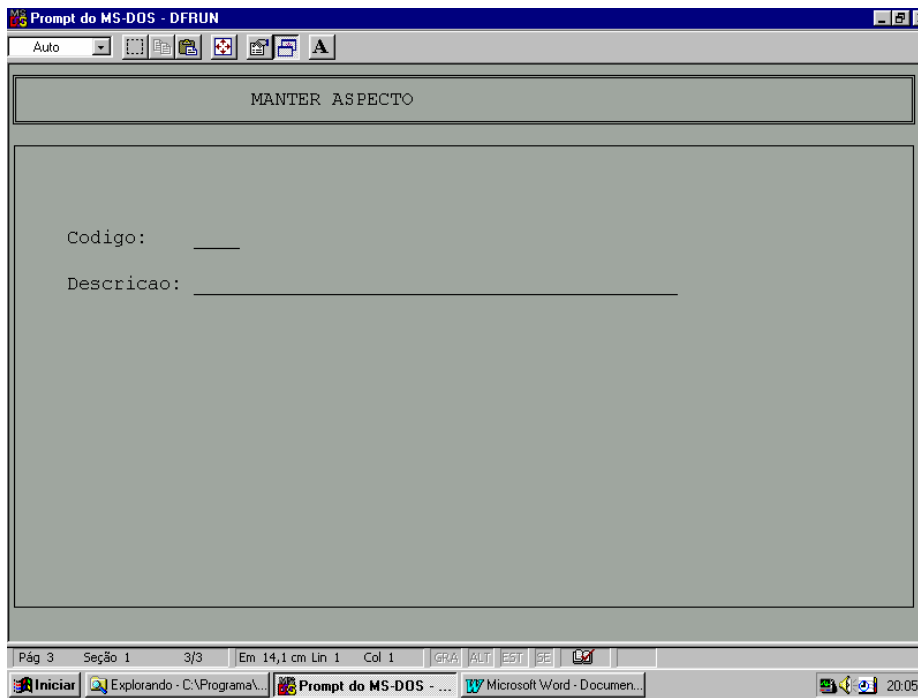 Prompt do MS-DOS - DFRUN
Auto
A
MANTER ASPECTO
Codigo: ____
Descricao: __________________________________________
Pág 3 Seção 1 3/3 Em 14,1 cm Lin 1 Col 1 GRA ALT EST SE
Iniciar Explorando - C:\Programa\... Prompt do MS-DOS - ... Microsoft Word - Documen... 20:05